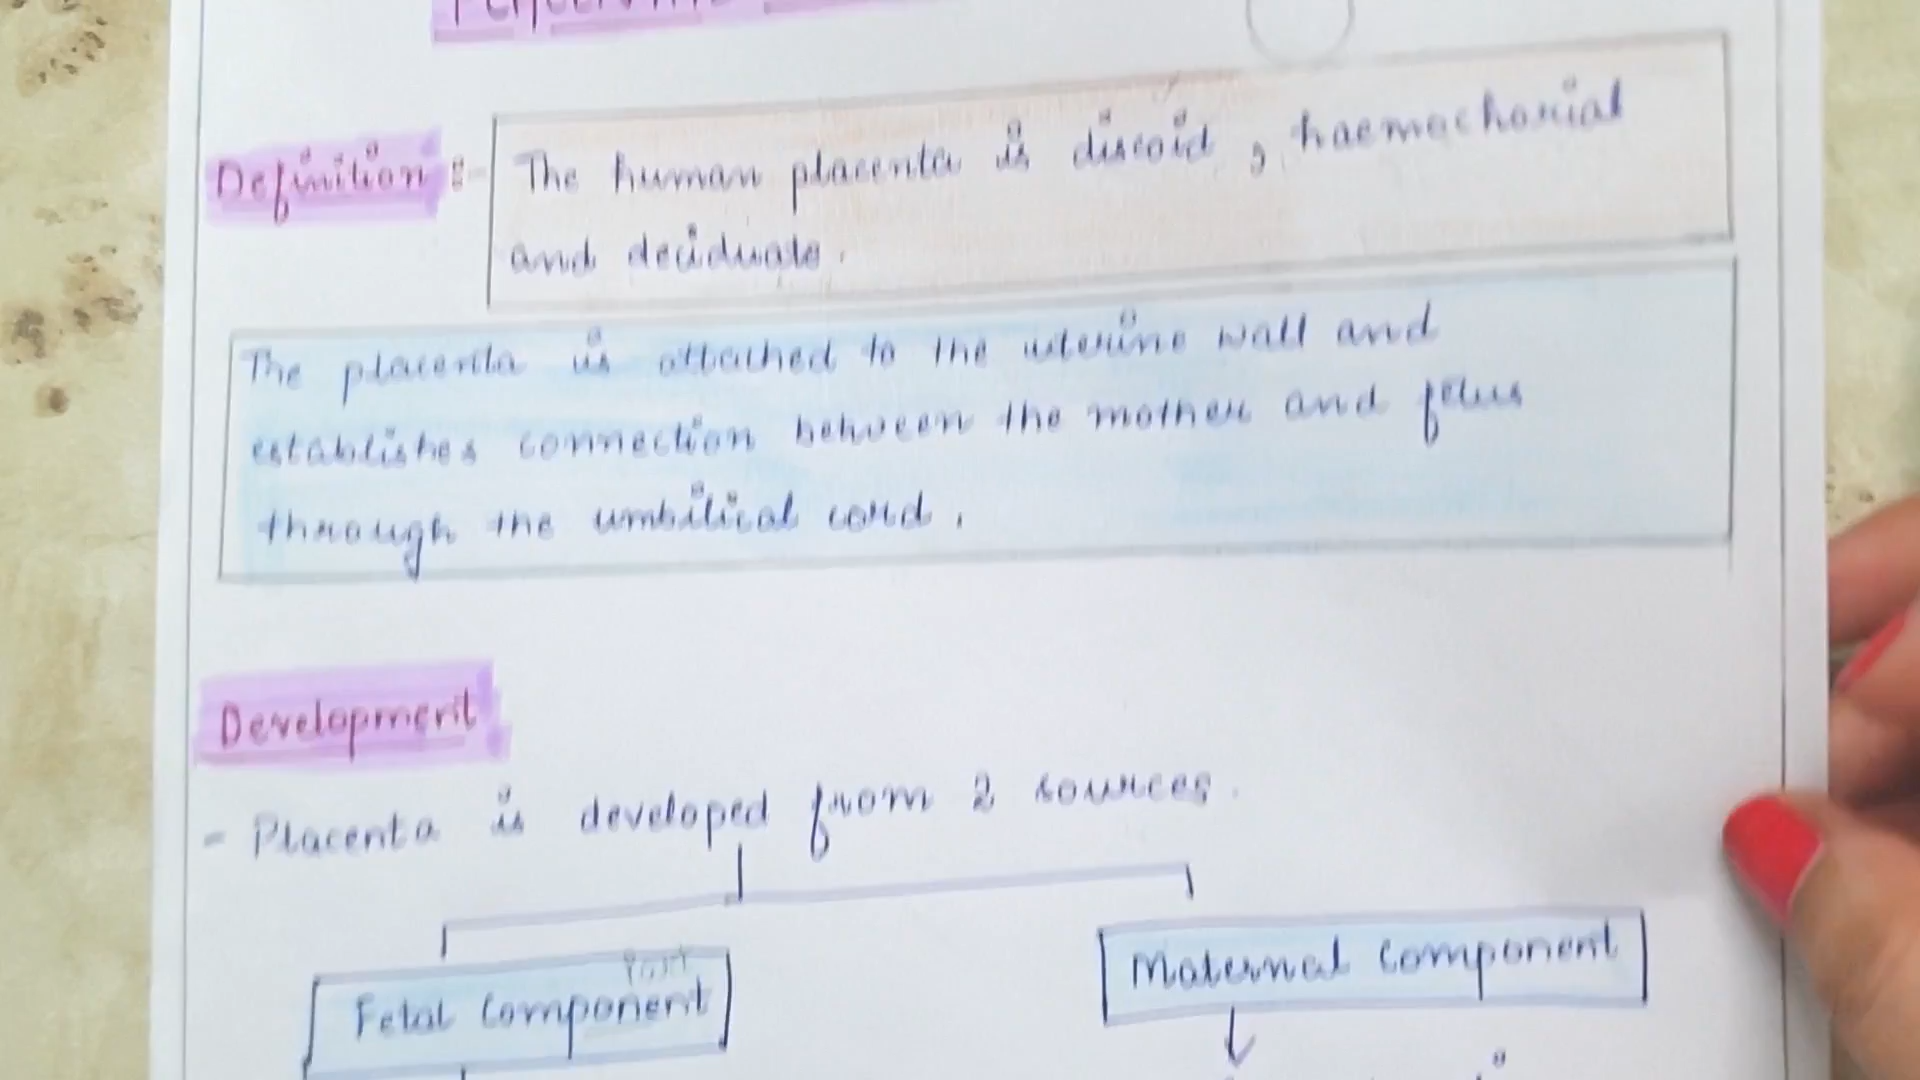 Definition :- The human placenta is discoid, haemochorial
and deciduate.
The placenta is attached to the uterine wall and
establishes connection between the mother and fetus
through the umbilical cord.
Development
- Placenta is developed from 2 sources.
Part
Fetal Component
Maternal Component